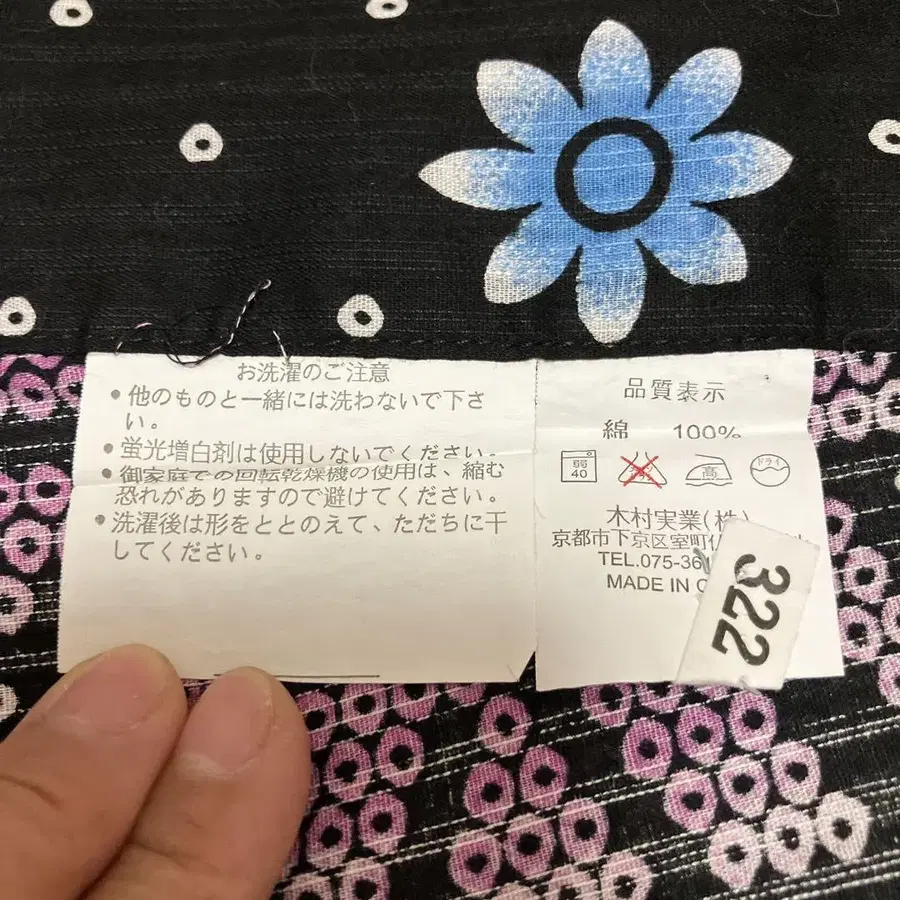 お洗濯のご注意
●他のものと一緒には洗わないで下さ
い。
●蛍光増白剤は使用しないでください。
●御家庭での回転乾燥機の使用は、縮む
恐れがありますので避けてください。
●洗濯後は形をととのえて、ただちに干
してください。
品質表示
綿 100%
弱 40 高 ドライ
木村実業(株)
京都市下京区室町
TEL.075-36
MADE IN
322